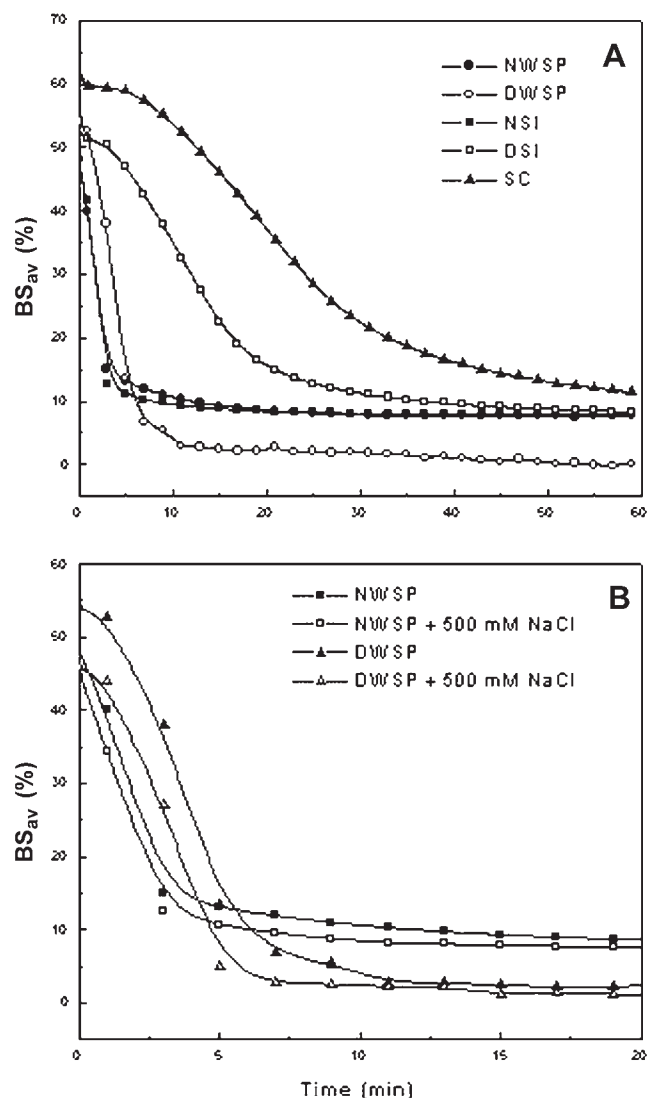 A
70
60
50
40
30
20
10
0
BSav (%)
NWSP
DWSP
NSI
DSI
SC
0 10 20 30 40 50 60
B
60
50
40
30
20
10
0
BSav (%)
NWSP
NWSP + 500 mM NaCl
DWSP
DWSP + 500 mM NaCl
0 5 10 15 20
Time (min)